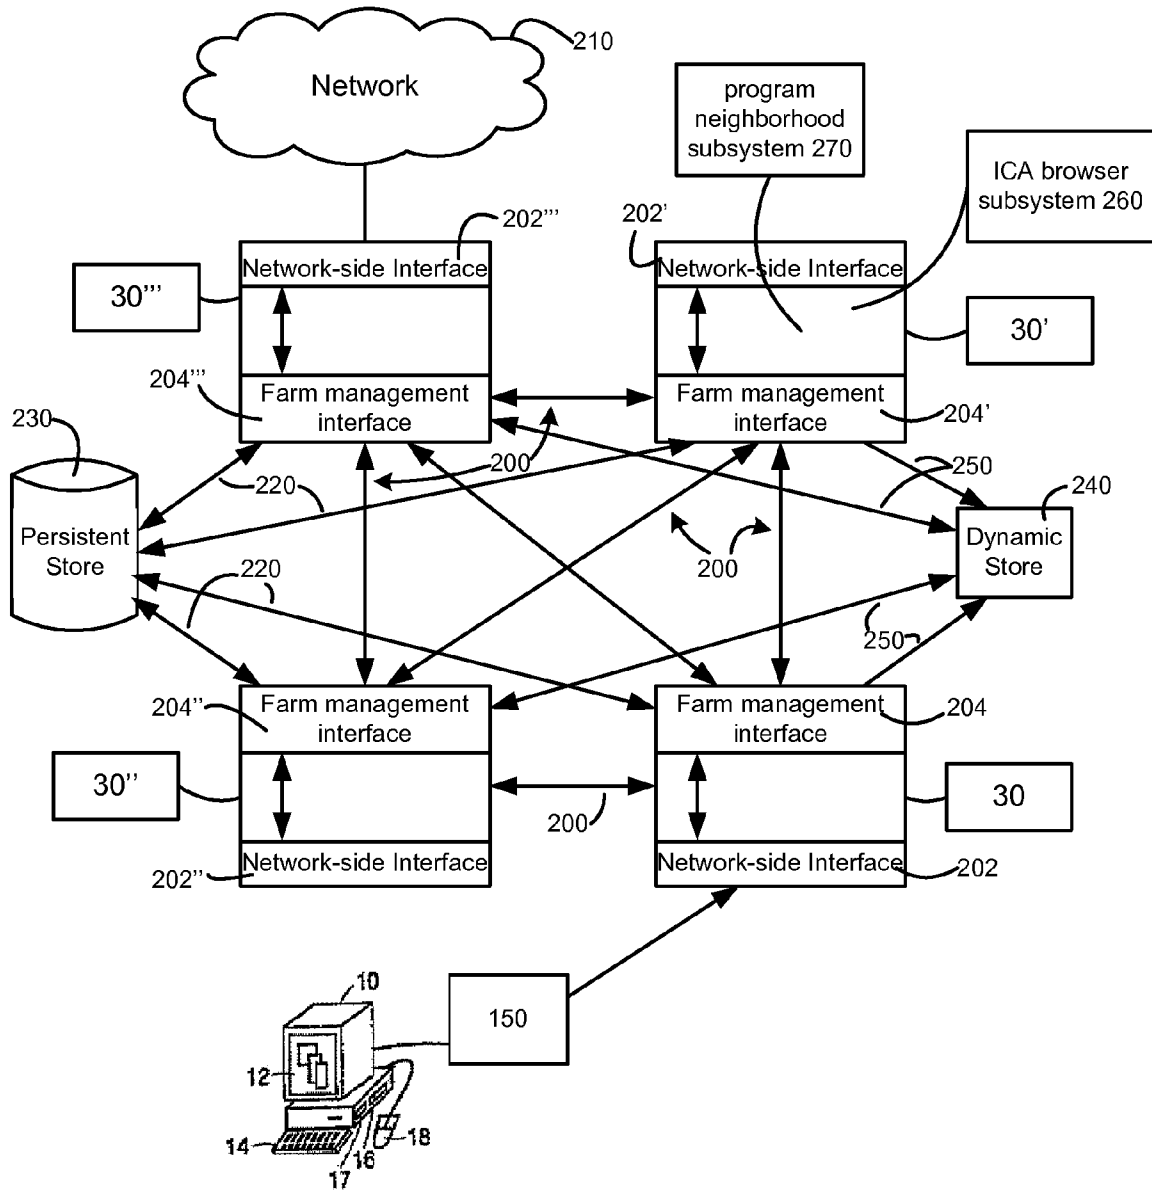 210
Network
program
neighborhood
subsystem 270
ICA browser
subsystem 260
202'''
202'
Network-side Interface
Network-side Interface
30'''
30'
204'''
Farm management
interface
Farm management
interface
204'
230
200
220
250
240
Persistent
Store
Dynamic
Store
200
220
250
204''
Farm management
interface
Farm management
interface
204
30''
30
200
Network-side Interface
Network-side Interface
202''
202
10
150
12
14
18
16
17